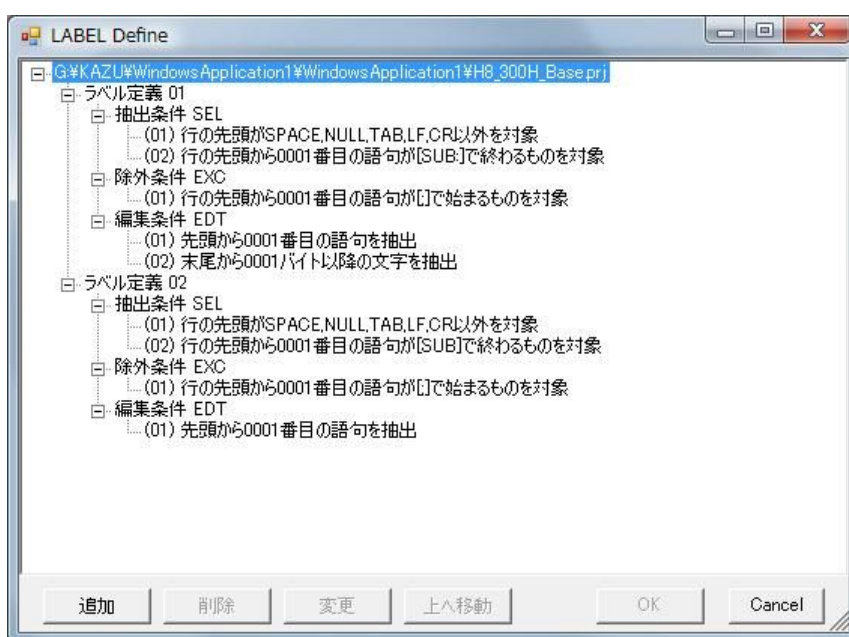 LABEL Define
G:¥KAZU¥WindowsApplication1¥WindowsApplication1¥H8_300H_Base.prj
ラベル定義 01
抽出条件 SEL
(01) 行の先頭がSPACE,NULL,TAB,LF,CR以外を対象
(02) 行の先頭から0001番目の語句が[SUB:]で終わるものを対象
除外条件 EXC
(01) 行の先頭から0001番目の語句が[;]で始まるものを対象
編集条件 EDT
(01) 先頭から0001番目の語句を抽出
(02) 末尾から0001バイト以降の文字を抽出
ラベル定義 02
抽出条件 SEL
(01) 行の先頭がSPACE,NULL,TAB,LF,CR以外を対象
(02) 行の先頭から0001番目の語句が[SUB]で終わるものを対象
除外条件 EXC
(01) 行の先頭から0001番目の語句が[;]で始まるものを対象
編集条件 EDT
(01) 先頭から0001番目の語句を抽出
追加 削除 変更 上へ移動 OK Cancel